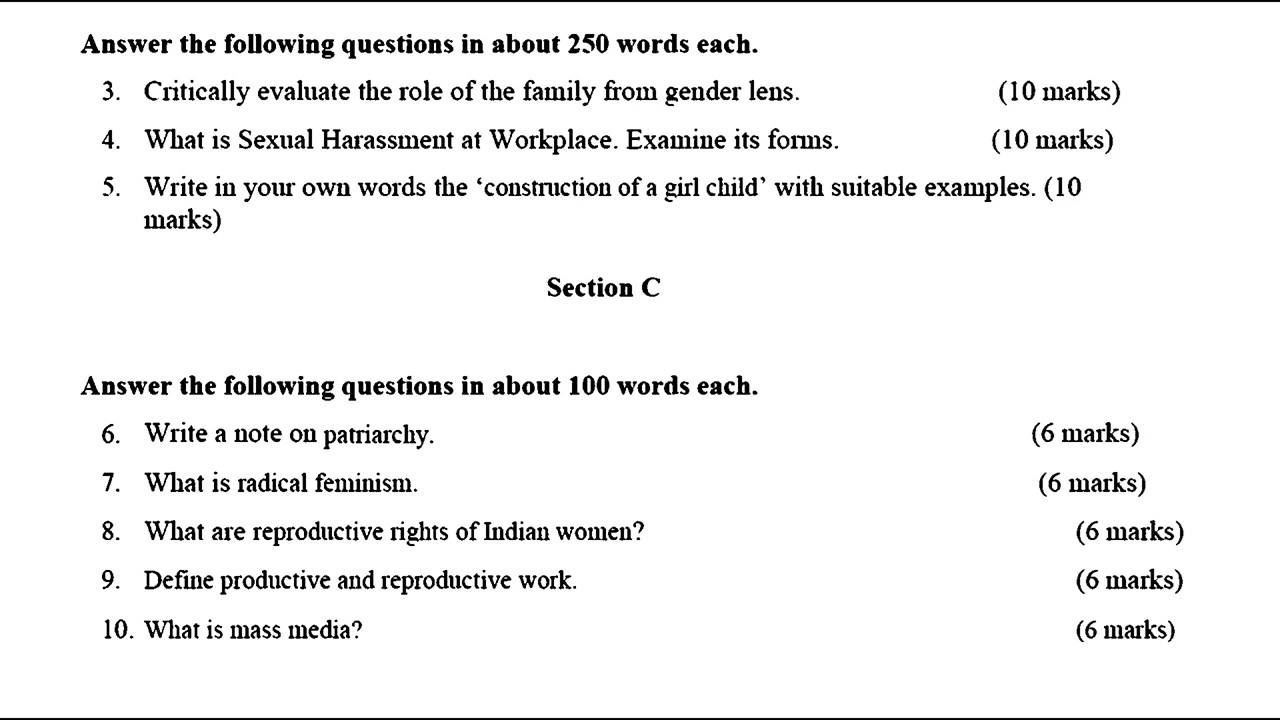 Answer the following questions in about 250 words each.
3. Critically evaluate the role of the family from gender lens. (10 marks)
4. What is Sexual Harassment at Workplace. Examine its forms. (10 marks)
5. Write in your own words the ‘construction of a girl child’ with suitable examples. (10
marks)
Section C
Answer the following questions in about 100 words each.
6. Write a note on patriarchy. (6 marks)
7. What is radical feminism. (6 marks)
8. What are reproductive rights of Indian women? (6 marks)
9. Define productive and reproductive work. (6 marks)
10. What is mass media? (6 marks)